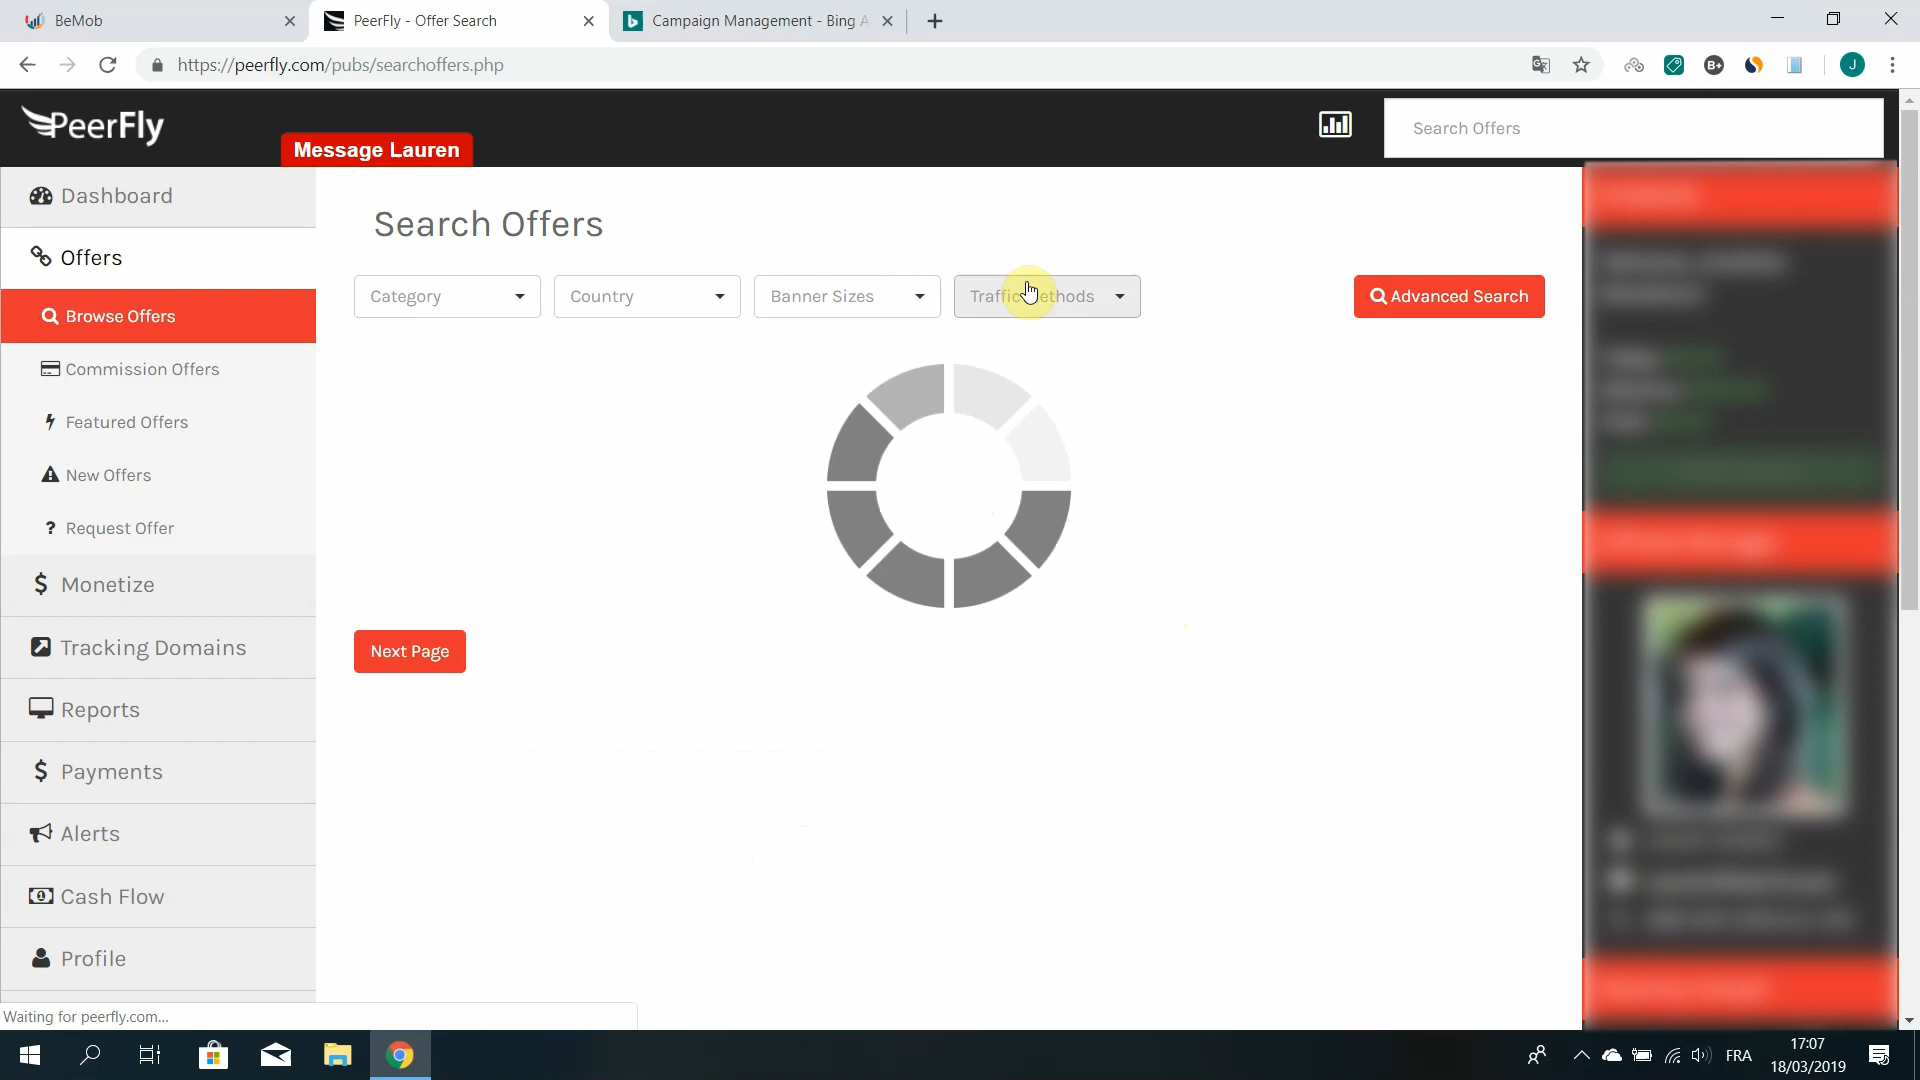 BeMob
PeerFly - Offer Search
Campaign Management - Bing A
https://peerfly.com/pubs/searchoffers.php
B+
J
PeerFly
Message Lauren
Search Offers
Dashboard
Offers
Browse Offers
Commission Offers
Featured Offers
New Offers
Request Offer
Monetize
Tracking Domains
Reports
Payments
Alerts
Cash Flow
Profile
Search Offers
Category
Country
Banner Sizes
Traffic Methods
Advanced Search
Next Page
Waiting for peerfly.com...
FRA
17:07
18/03/2019